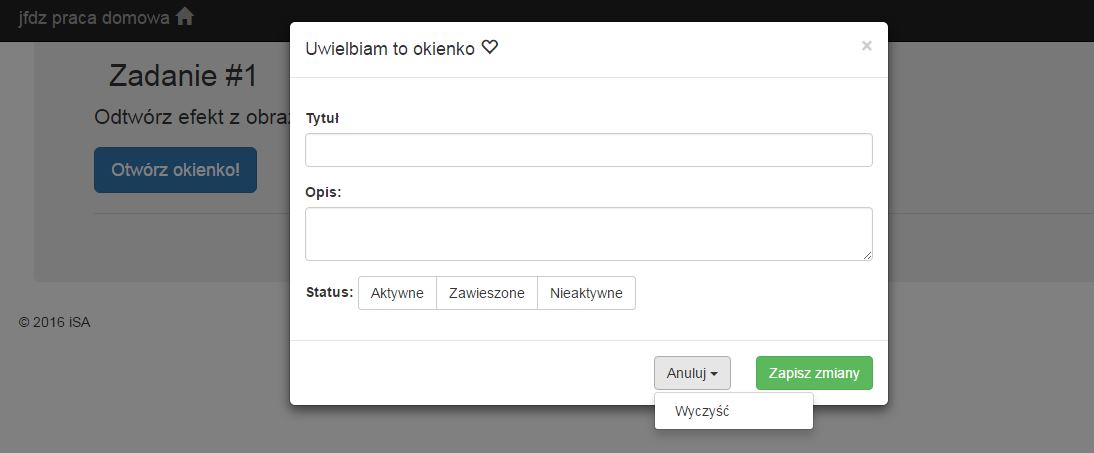 jfdz praca domowa
Uwielbiam to okienko
×
Zadanie #1
Odtwórz efekt z obra
Otwórz okienko!
Tytuł
Opis:
Status: Aktywne Zawieszone Nieaktywne
© 2016 iSA
Anuluj Zapisz zmiany
Wyczyść